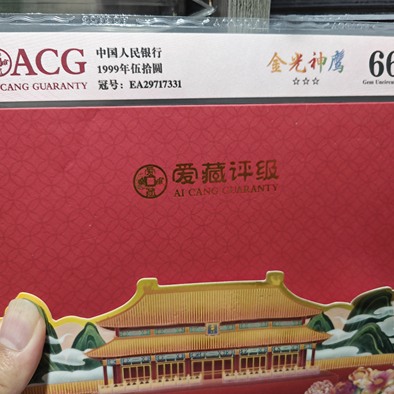 ACG
AI CANG GUARANTY
中国人民银行
1999年伍拾圆
冠号：EA29717331
金光神鹰
☆☆☆
66
爱藏评级
AI CANG GUARANTY